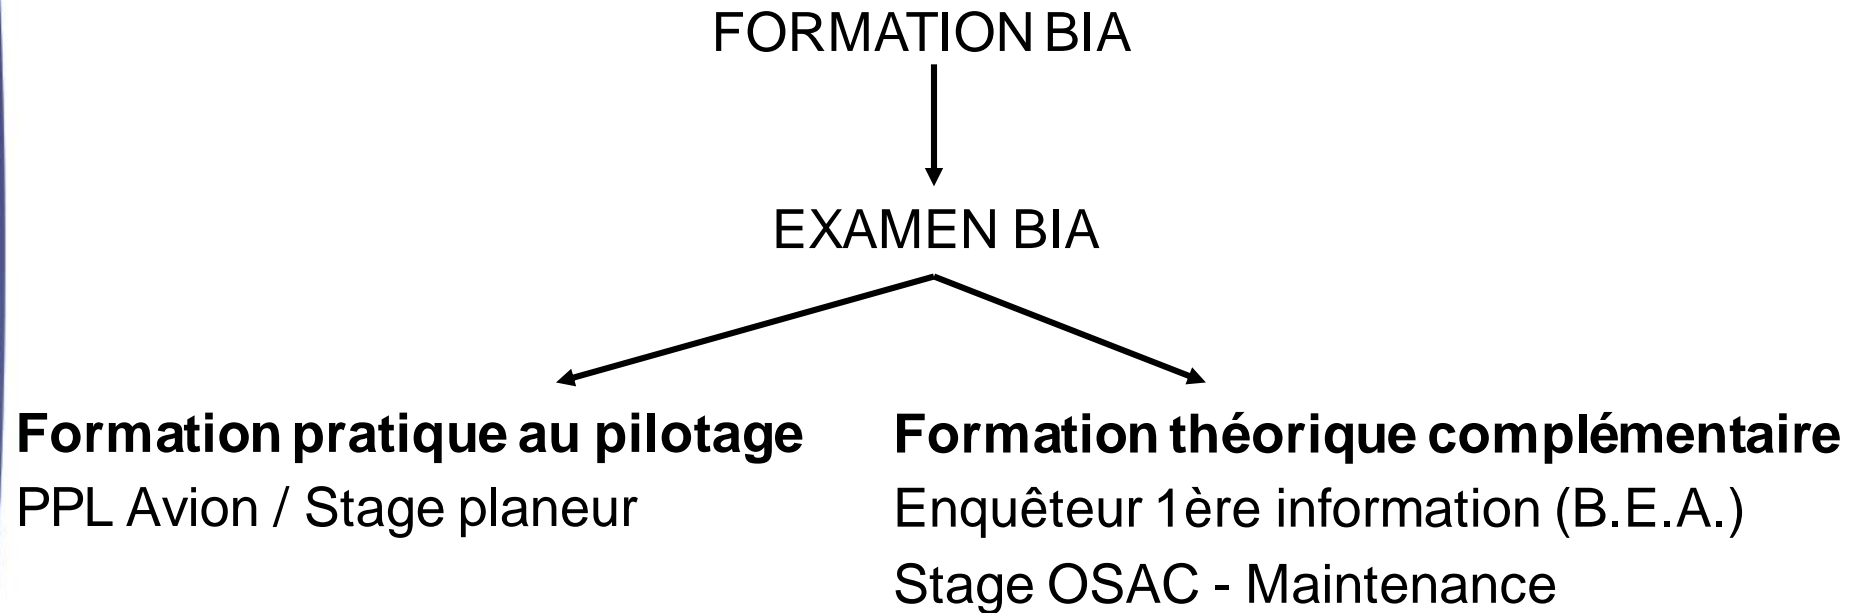 FORMATION BIA
EXAMEN BIA
Formation pratique au pilotage
PPL Avion / Stage planeur
Formation théorique complémentaire
Enquêteur 1ère information (B.E.A.)
Stage OSAC - Maintenance